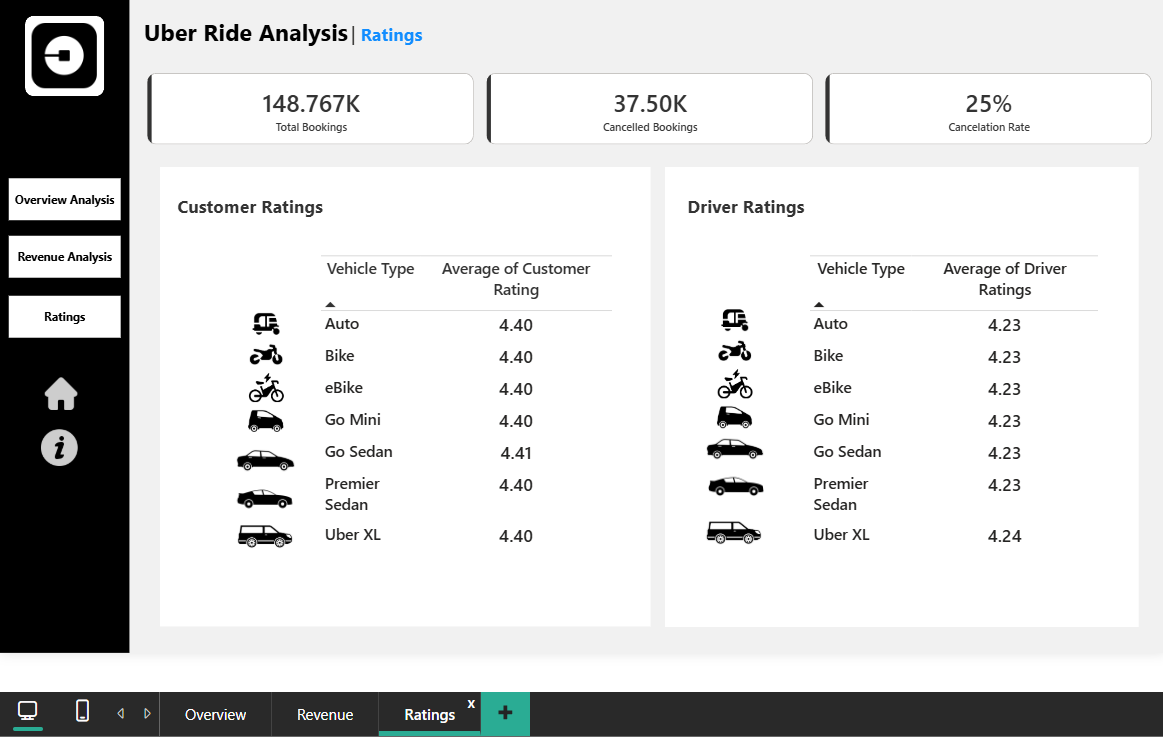 Uber Ride Analysis| Ratings
148.767K
Total Bookings
37.50K
Cancelled Bookings
25%
Cancelation Rate
Overview Analysis
Revenue Analysis
Ratings
i
Customer Ratings
Vehicle Type Average of Customer
Rating
Auto 4.40
Bike 4.40
eBike 4.40
Go Mini 4.40
Go Sedan 4.41
Premier 4.40
Sedan
Uber XL 4.40
Driver Ratings
Vehicle Type Average of Driver
Ratings
Auto 4.23
Bike 4.23
eBike 4.23
Go Mini 4.23
Go Sedan 4.23
Premier 4.23
Sedan
Uber XL 4.24
Overview Revenue Ratings x +